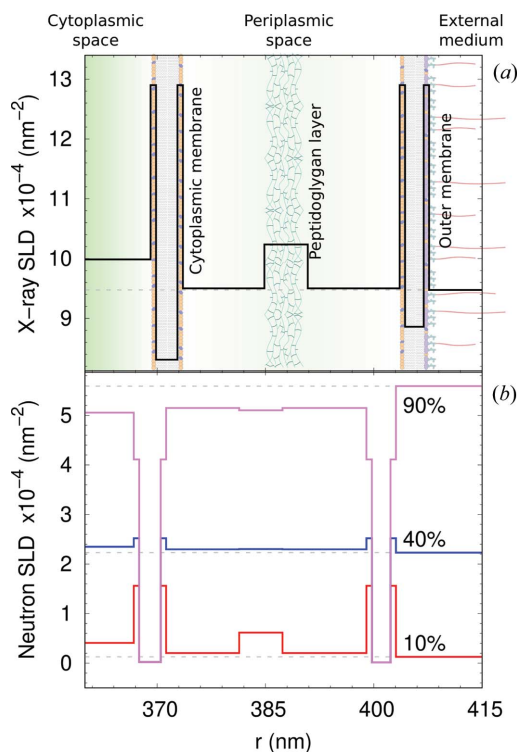 Cytoplasmic space
Periplasmic space
External medium
(a)
X-ray SLD x10-4 (nm-2)
13
12
11
10
9
Cytoplasmic membrane
Peptidoglygan layer
Outer membrane
(b)
Neutron SLD x10-4 (nm-2)
5
4
3
2
1
0
90%
40%
10%
370
385
400
415
r (nm)